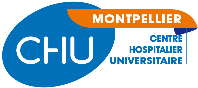 MONTPELLIER
CHU
CENTRE
HOSPITALIER
UNIVERSITAIRE